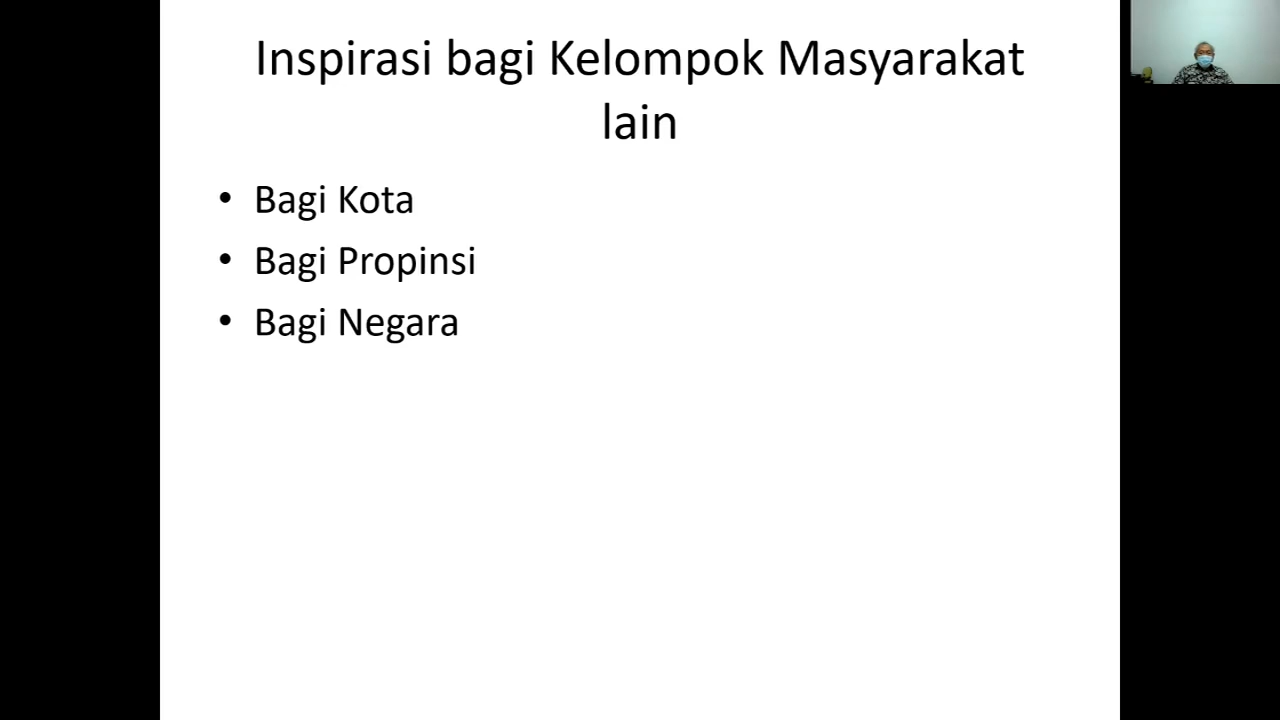 Inspirasi bagi Kelompok Masyarakat
lain
• Bagi Kota
• Bagi Propinsi
• Bagi Negara